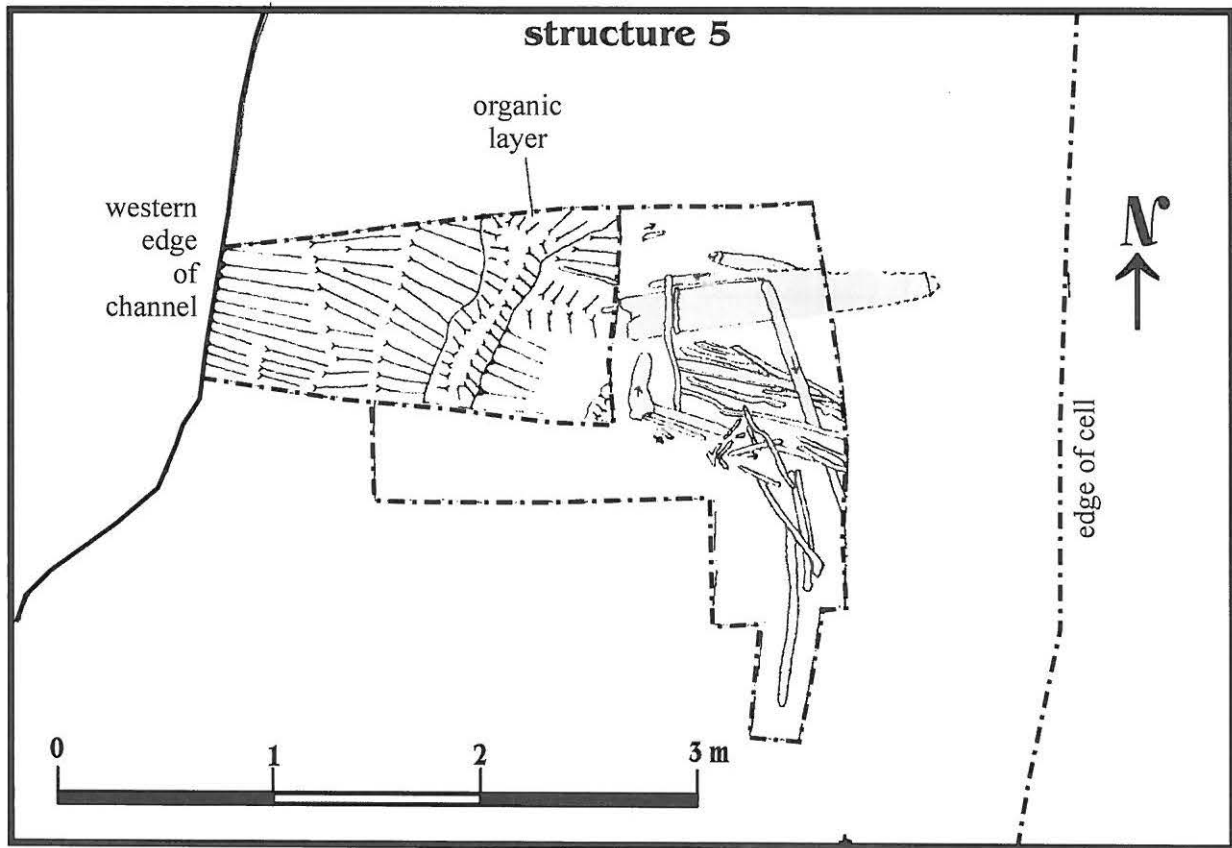 structure 5
organic
layer
western
edge
of
channel
N
edge of cell
0 1 2 3 m